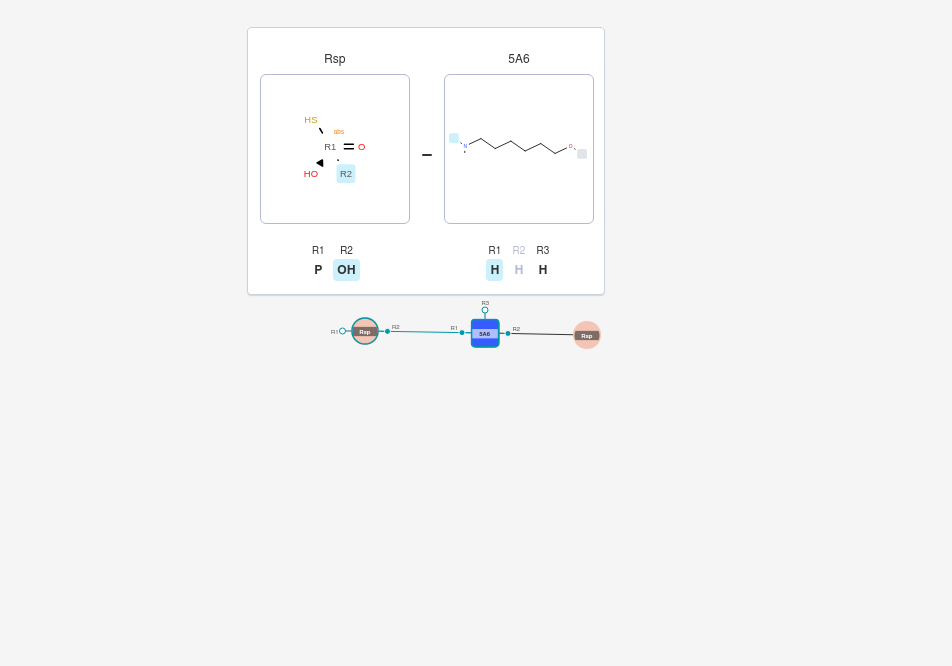 Rsp 5A6
HS
abs
R1 O
HO R2
N
O
R1 R2 R1 R2 R3
P OH H H H
R3
R1 Rsp R2 R1 5A6 R2 Rsp